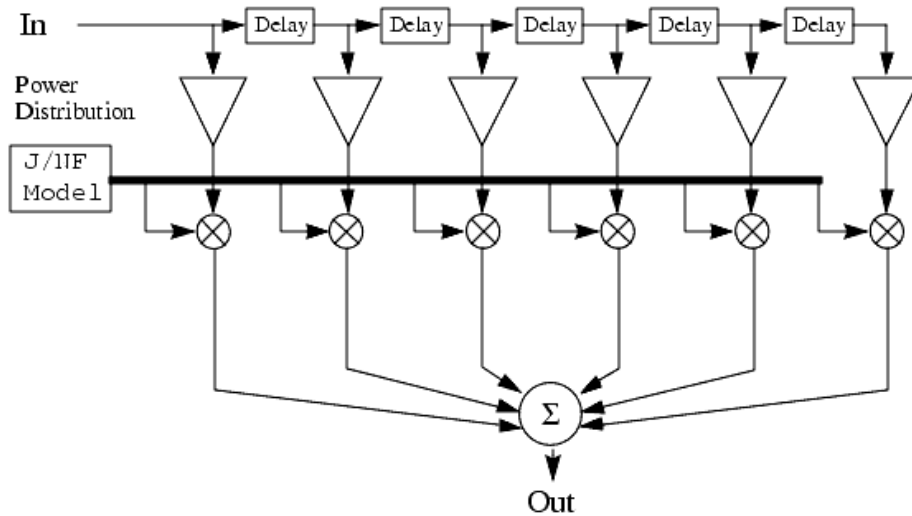 In
Delay Delay Delay Delay Delay
Power
Distribution
J/NF
Model
Σ
Out